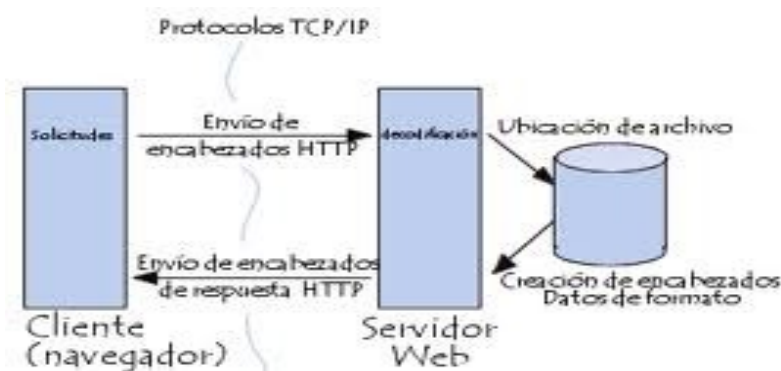 Protocolos TCP/IP
Solicitudes
Envío de
encabezados HTTP
decodificación
Ubicación de archivo
Envío de encabezados
de respuesta HTTP
Creación de encabezados
Datos de formato
Cliente
(navegador)
Servidor
Web